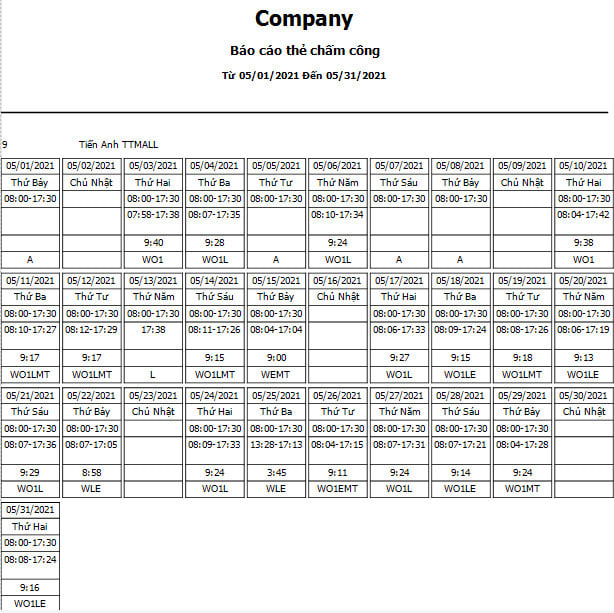 Company
Báo cáo thẻ chấm công
Từ 05/01/2021 Đến 05/31/2021
9 Tiến Anh TTMALL
05/01/2021 05/02/2021 05/03/2021 05/04/2021 05/05/2021 05/06/2021 05/07/2021 05/08/2021 05/09/2021 05/10/2021
Thứ Bảy Chủ Nhật Thứ Hai Thứ Ba Thứ Tư Thứ Năm Thứ Sáu Thứ Bảy Chủ Nhật Thứ Hai
08:00-17:30 08:00-17:30 08:00-17:30 08:00-17:30 08:00-17:30 08:00-17:30 08:00-17:30 08:00-17:30
07:58-17:38 08:07-17:35 08:10-17:34 08:04-17:42
9:40 9:28 9:24 9:38
A WO1 WO1L A WO1L A A WO1
05/11/2021 05/12/2021 05/13/2021 05/14/2021 05/15/2021 05/16/2021 05/17/2021 05/18/2021 05/19/2021 05/20/2021
Thứ Ba Thứ Tư Thứ Năm Thứ Sáu Thứ Bảy Chủ Nhật Thứ Hai Thứ Ba Thứ Tư Thứ Năm
08:00-17:30 08:00-17:30 08:00-17:30 08:00-17:30 08:00-17:30 08:00-17:30 08:00-17:30 08:00-17:30 08:00-17:30
08:10-17:27 08:12-17:29 17:38 08:11-17:26 08:04-17:04 08:06-17:33 08:09-17:24 08:08-17:26 08:06-17:19
9:17 9:17 9:15 9:00 9:27 9:15 9:18 9:13
WO1LMT WO1LMT L WO1LMT WEMT WO1L WO1LE WO1LMT WO1LE
05/21/2021 05/22/2021 05/23/2021 05/24/2021 05/25/2021 05/26/2021 05/27/2021 05/28/2021 05/29/2021 05/30/2021
Thứ Sáu Thứ Bảy Chủ Nhật Thứ Hai Thứ Ba Thứ Tư Thứ Năm Thứ Sáu Thứ Bảy Chủ Nhật
08:00-17:30 08:00-17:30 08:00-17:30 08:00-17:30 08:00-17:30 08:00-17:30 08:00-17:30 08:00-17:30
08:07-17:36 08:07-17:05 08:09-17:33 13:28-17:13 08:04-17:15 08:07-17:31 08:07-17:21 08:04-17:28
9:29 8:58 9:24 3:45 9:11 9:24 9:14 9:24
WO1L WLE WO1L WLE WO1EMT WO1L WO1LE WO1MT
05/31/2021
Thứ Hai
08:00-17:30
08:08-17:24
9:16
WO1LE